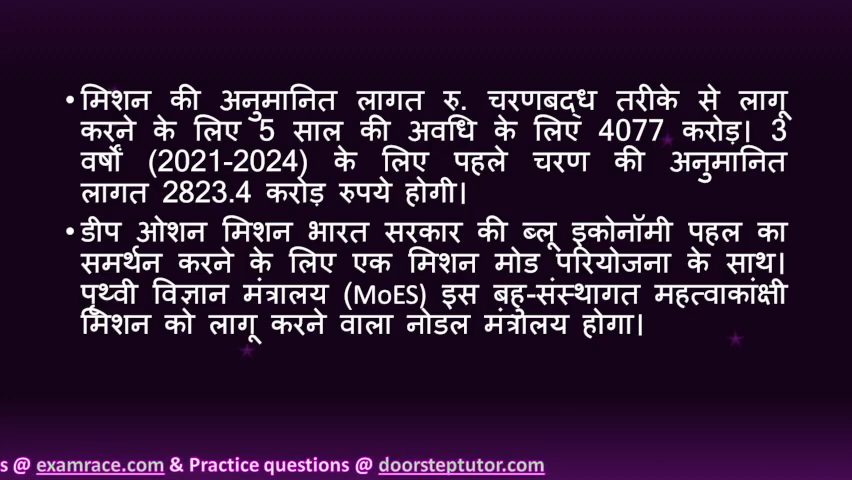 • मिशन की अनुमानित लागत रु. चरणबद्ध तरीके से लागू
करने के लिए 5 साल की अवधि के लिए 4077 करोड़। 3
वर्षों (2021-2024) के लिए पहले चरण की अनुमानित
लागत 2823.4 करोड़ रुपये होगी।
• डीप ओशन मिशन भारत सरकार की ब्लू इकोनॉमी पहल का
समर्थन करने के लिए एक मिशन मोड परियोजना के साथ।
पृथ्वी विज्ञान मंत्रालय (MoES) इस बहु-संस्थागत महत्वाकांक्षी
मिशन को लागू करने वाला नोडल मंत्रालय होगा।
s @ examrace.com & Practice questions @ doorsteptutor.com